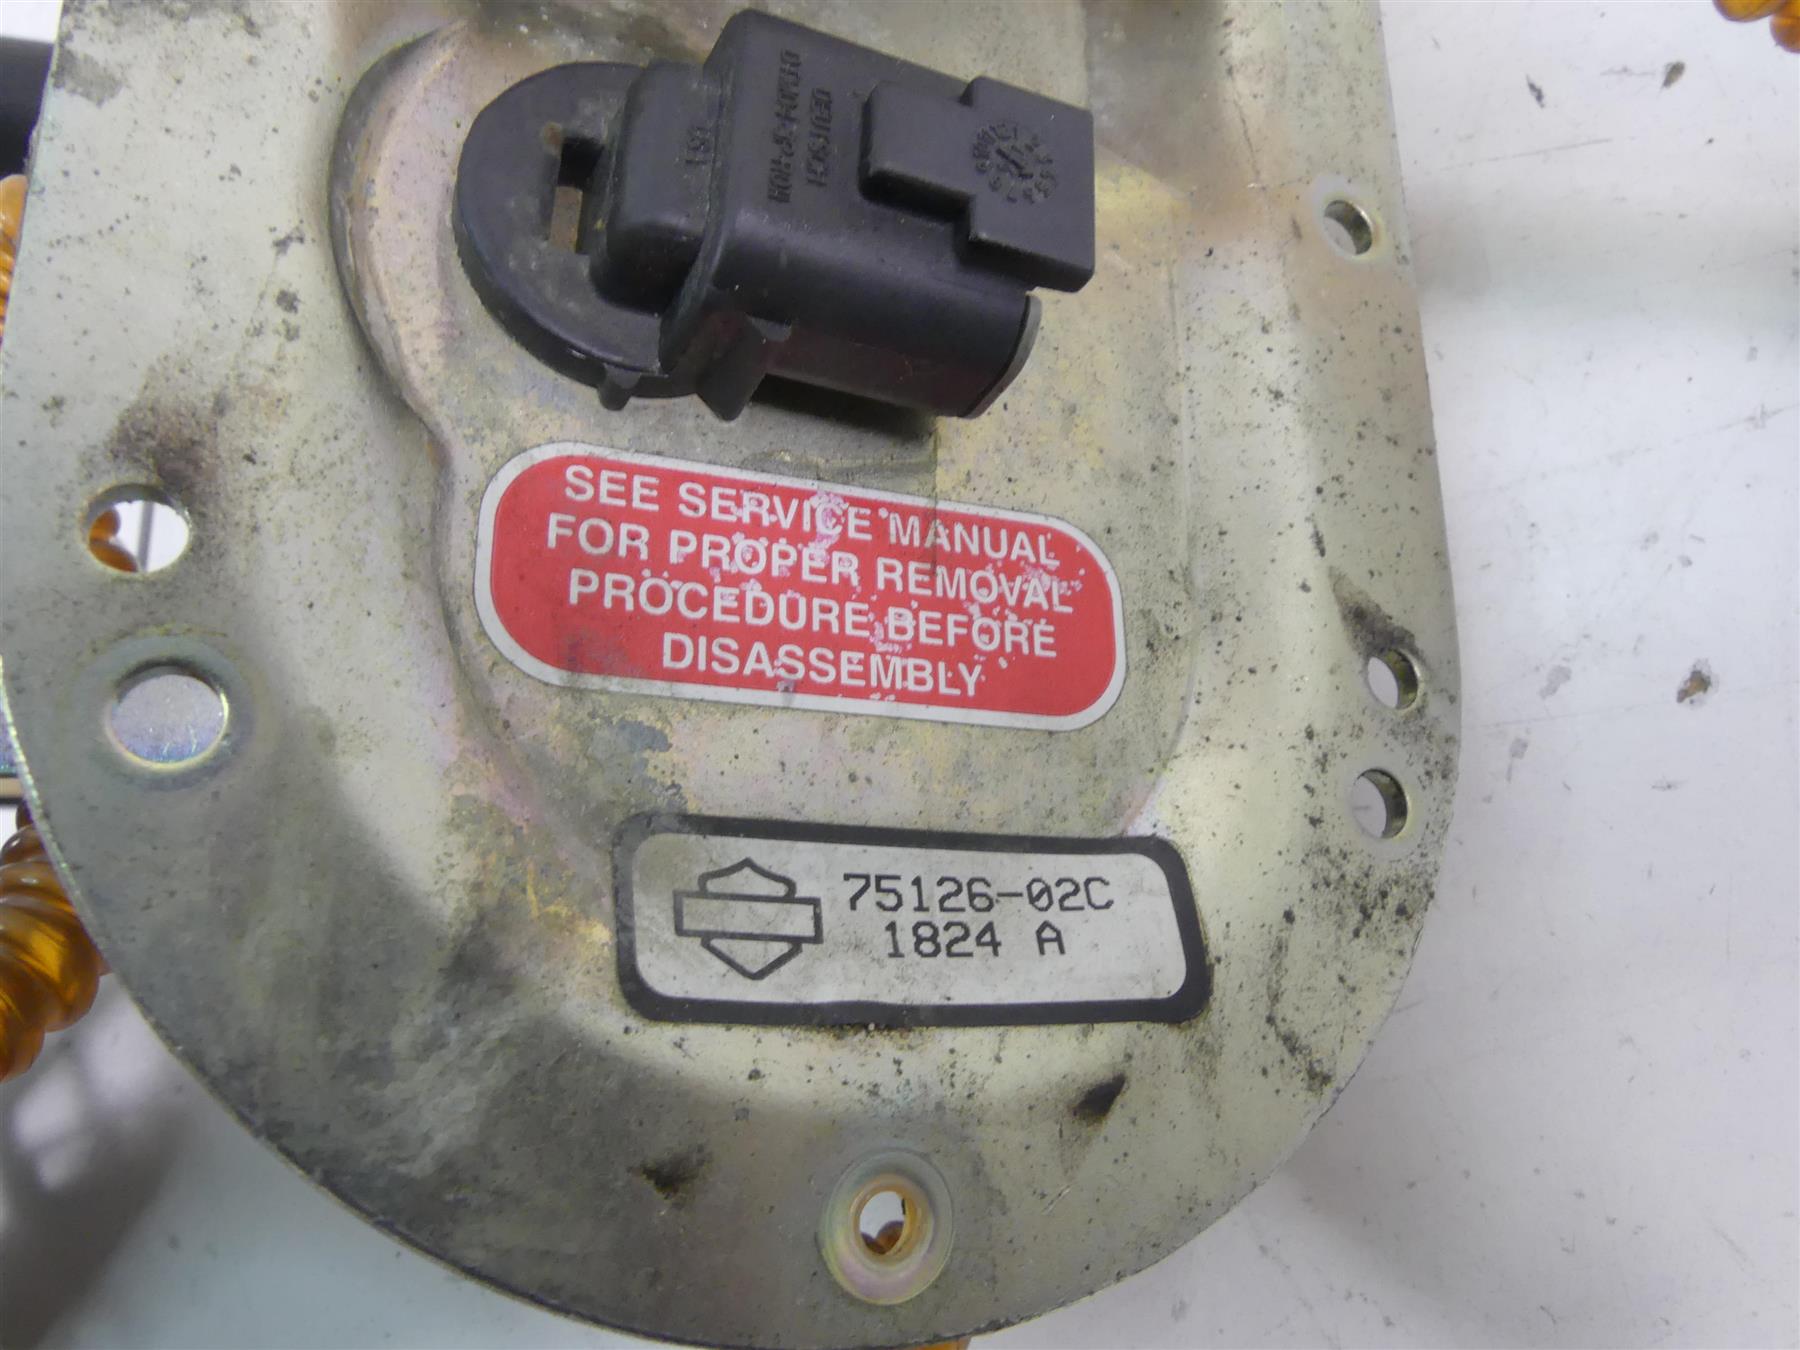 SEE SERVICE MANUAL
FOR PROPER REMOVAL
PROCEDURE BEFORE
DISASSEMBLY
75126-02C
1824 A